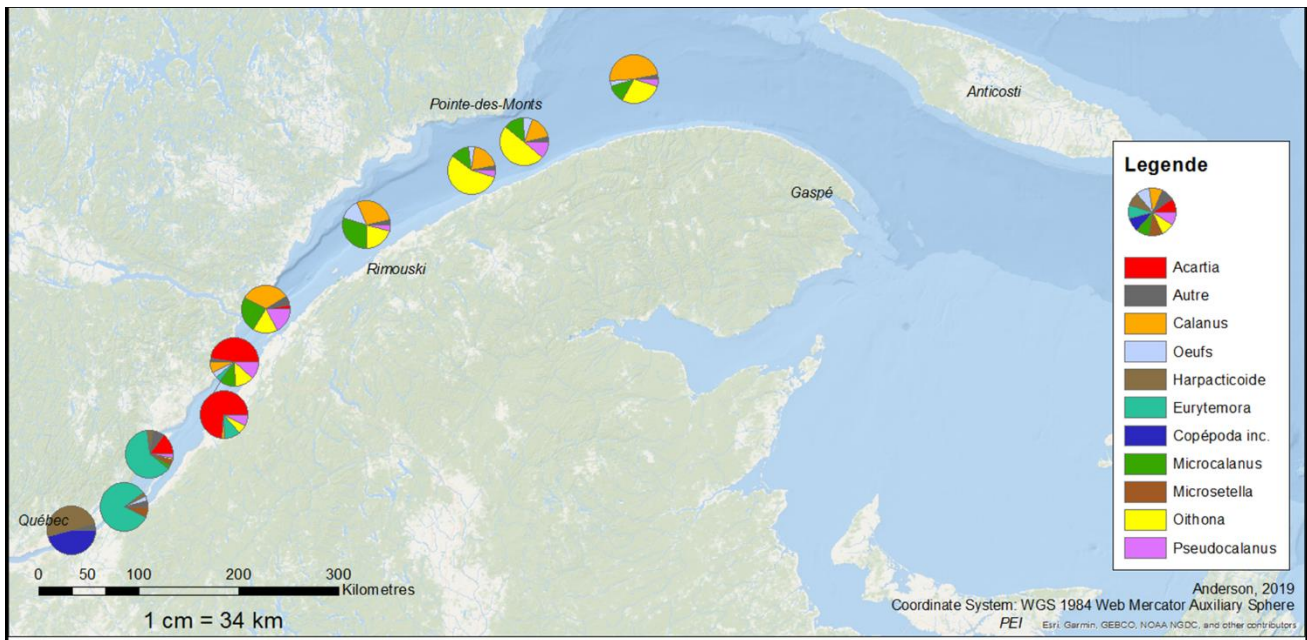 Pointe-des-Monts
Anticosti
Gaspé
Rimouski
Québec
Legende
Acartia
Autre
Calanus
Oeufs
Harpacticoide
Eurytemora
Copépoda inc.
Microcalanus
Microsetella
Oithona
Pseudocalanus
0 50 100 200 300
Kilometres
1 cm = 34 km
Anderson, 2019
Coordinate System: WGS 1984 Web Mercator Auxiliary Sphere
PEI
Esri, Garmin, GEBCO, NOAA NGDC, and other contributors